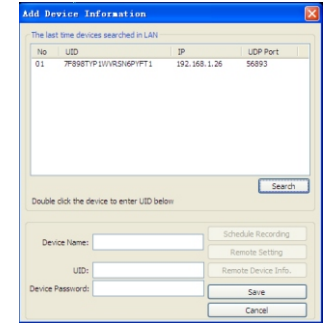 Add Device Information
The last time devices searched in LAN
No UID IP UDP Port
01 7F898TYP1WVRSN6PYFT1 192.168.1.26 56893
Search
Double click the device to enter UID below
Schedule Recording
Device Name:
Remote Setting
UID:
Remote Device Info.
Device Password:
Save
Cancel